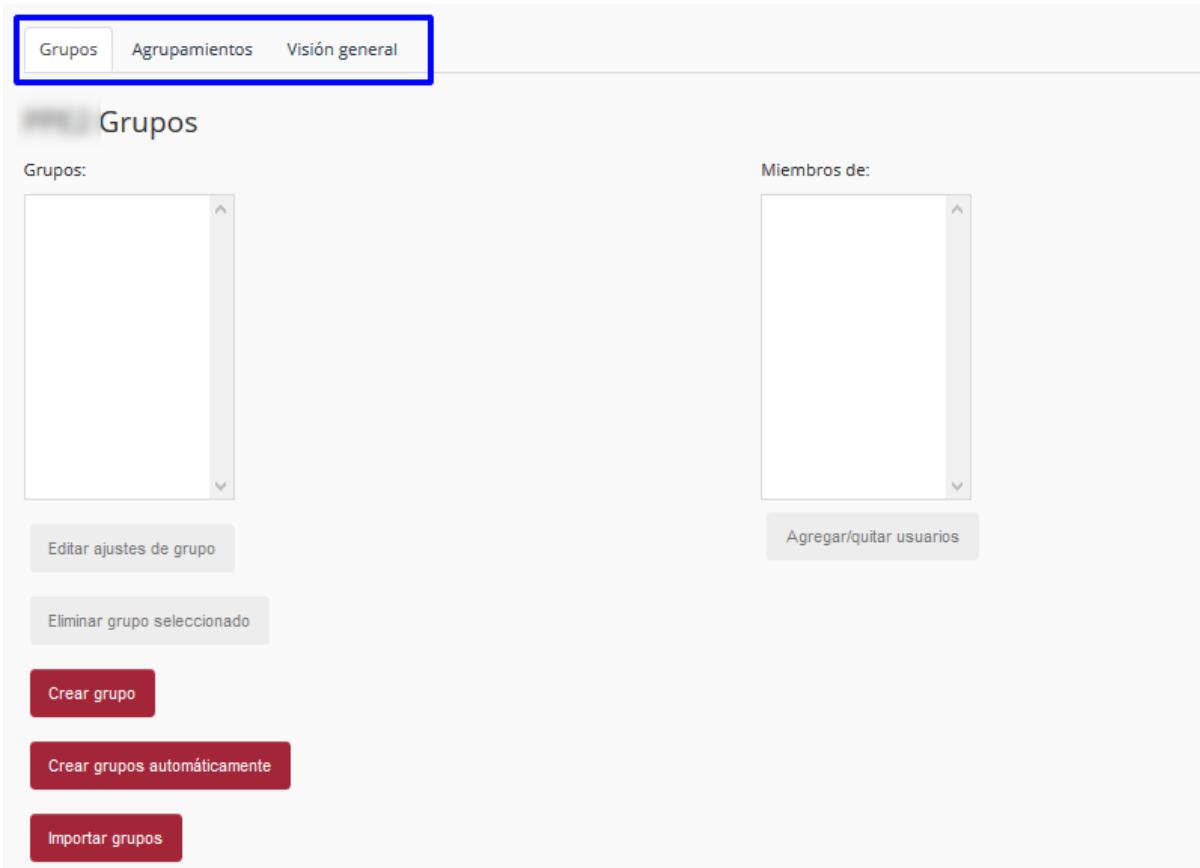 Grupos Agrupamientos Visión general
Grupos
Grupos:
Miembros de:
Editar ajustes de grupo
Agregar/quitar usuarios
Eliminar grupo seleccionado
Crear grupo
Crear grupos automáticamente
Importar grupos